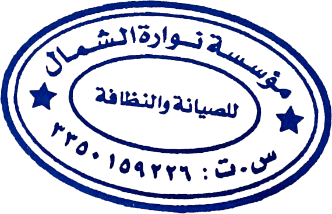 مؤسسة نوارة الشمال
للصيانة والنظافة
س.ت: ٣٣٥٠١٥٩٢٢٦